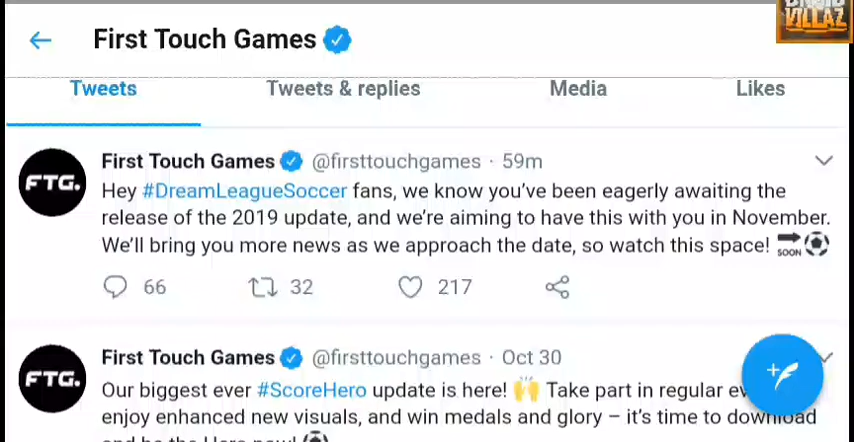 VILLAZ
First Touch Games
Tweets Tweets & replies Media Likes
FTG.
First Touch Games @firsttouchgames · 59m
Hey #DreamLeagueSoccer fans, we know you've been eagerly awaiting the
release of the 2019 update, and we're aiming to have this with you in November.
We'll bring you more news as we approach the date, so watch this space!
SOON
66 32 217
FTG.
First Touch Games @firsttouchgames · Oct 30
Our biggest ever #ScoreHero update is here! 🙌 Take part in regular
enjoy enhanced new visuals, and win medals and glory – it's time to download